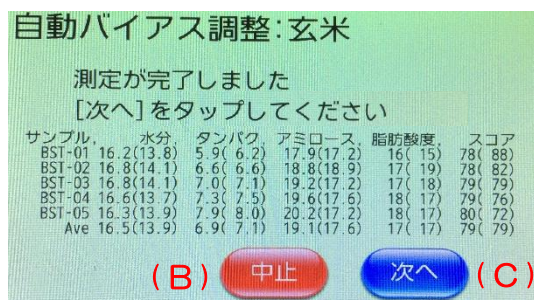 自動バイアス調整:玄米
測定が完了しました
[次へ]をタップしてください
サンプル, 水分, タンパク, アミロース, 脂肪酸度, スコア
BST-01 16.2(13.8) 5.9( 6.2) 17.9(17.2) 16( 15) 78( 88)
BST-02 16.8(14.1) 6.6( 6.6) 18.8(18.9) 17( 19) 78( 82)
BST-03 16.8(14.1) 7.0( 7.1) 19.2(17.2) 17( 18) 79( 79)
BST-04 16.6(13.7) 7.3( 7.5) 19.6(17.6) 18( 17) 79( 76)
BST-05 16.3(13.9) 7.9( 8.0) 20.2(17.2) 18( 17) 80( 72)
Ave 16.5(13.9) 6.9( 7.1) 19.1(17.6) 17( 17) 79( 79)
(B) 中止 次へ (C)